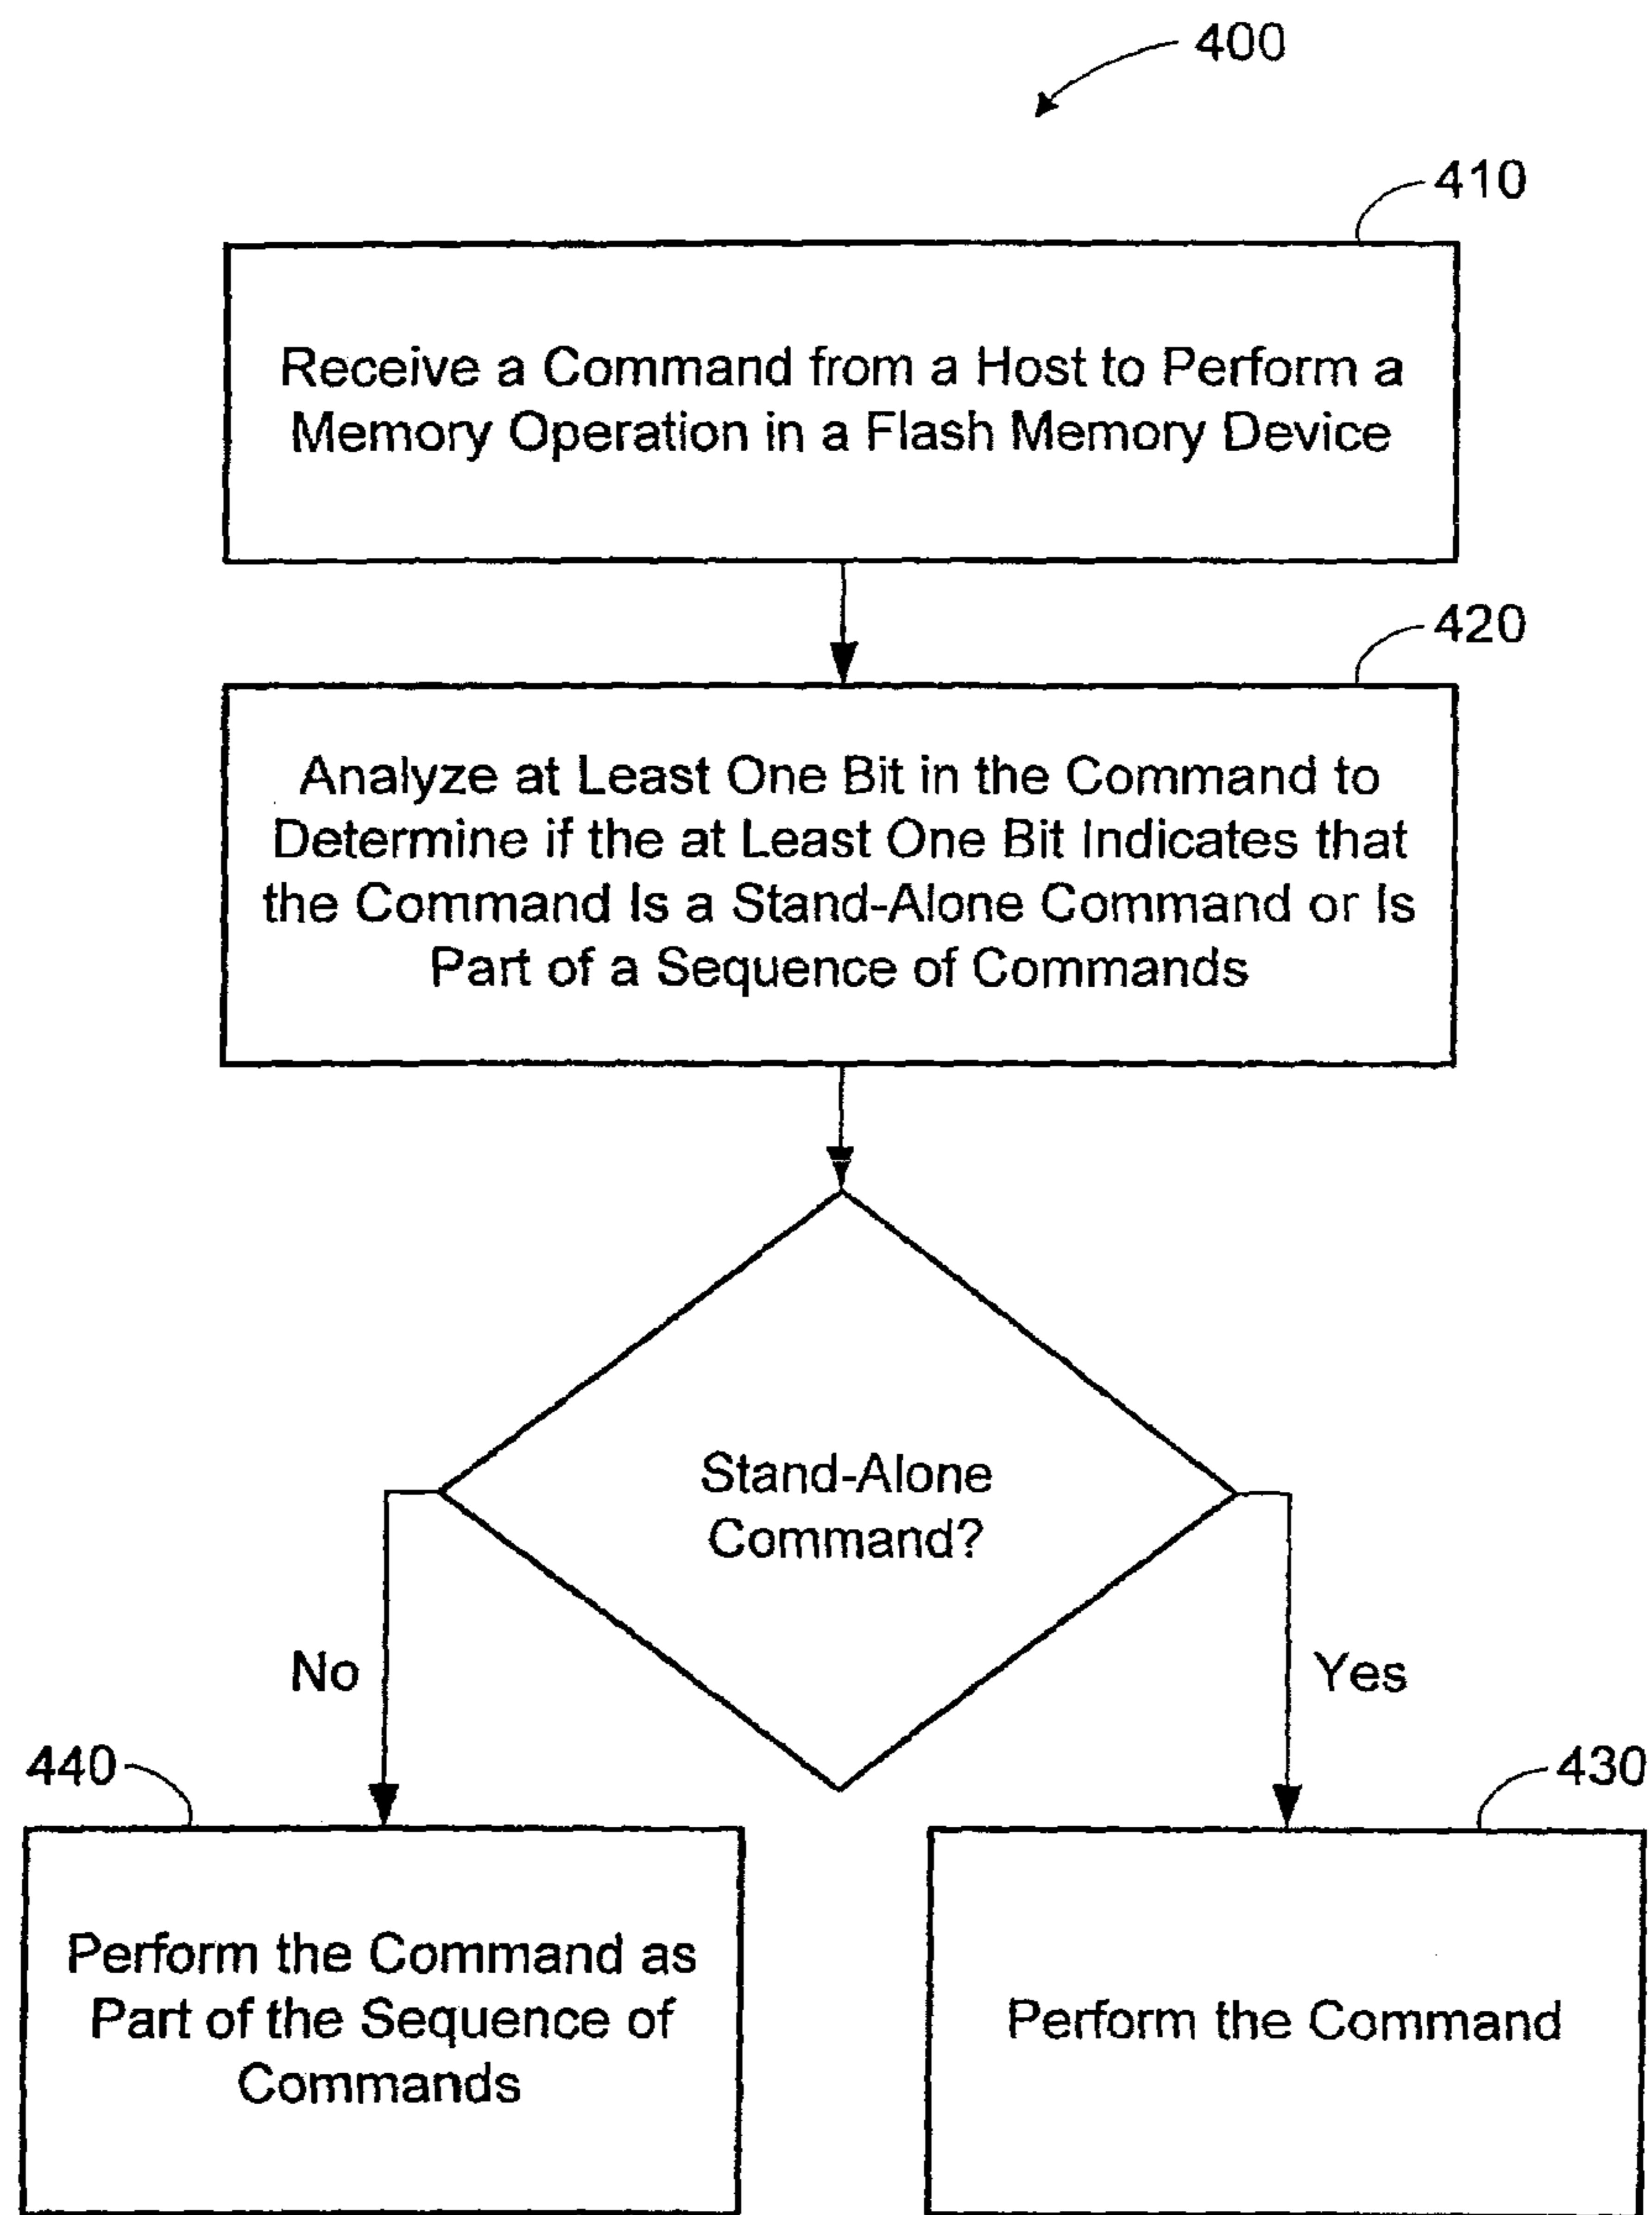 400
410
Receive a Command from a Host to Perform a
Memory Operation in a Flash Memory Device
420
Analyze at Least One Bit in the Command to
Determine if the at Least One Bit Indicates that
the Command Is a Stand-Alone Command or Is
Part of a Sequence of Commands
Stand-Alone
Command?
No
Yes
440
430
Perform the Command as
Part of the Sequence of
Commands
Perform the Command